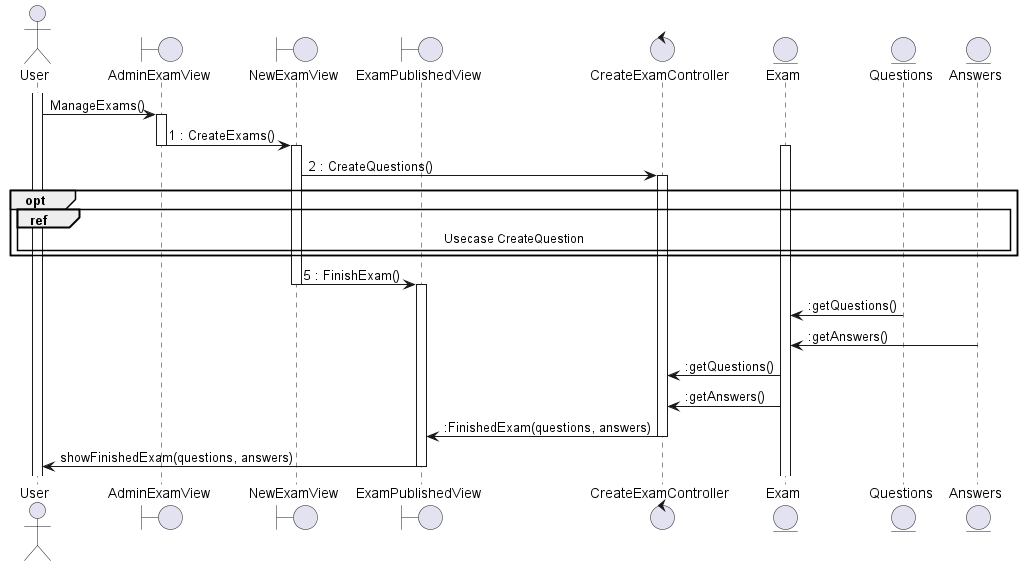 User AdminExamView NewExamView ExamPublishedView CreateExamController Exam Questions Answers
ManageExams()
1 : CreateExams()
2 : CreateQuestions()
opt
ref
Usecase CreateQuestion
5 : FinishExam()
:getQuestions()
:getAnswers()
:getQuestions()
:getAnswers()
:FinishedExam(questions, answers)
showFinishedExam(questions, answers)
User AdminExamView NewExamView ExamPublishedView CreateExamController Exam Questions Answers